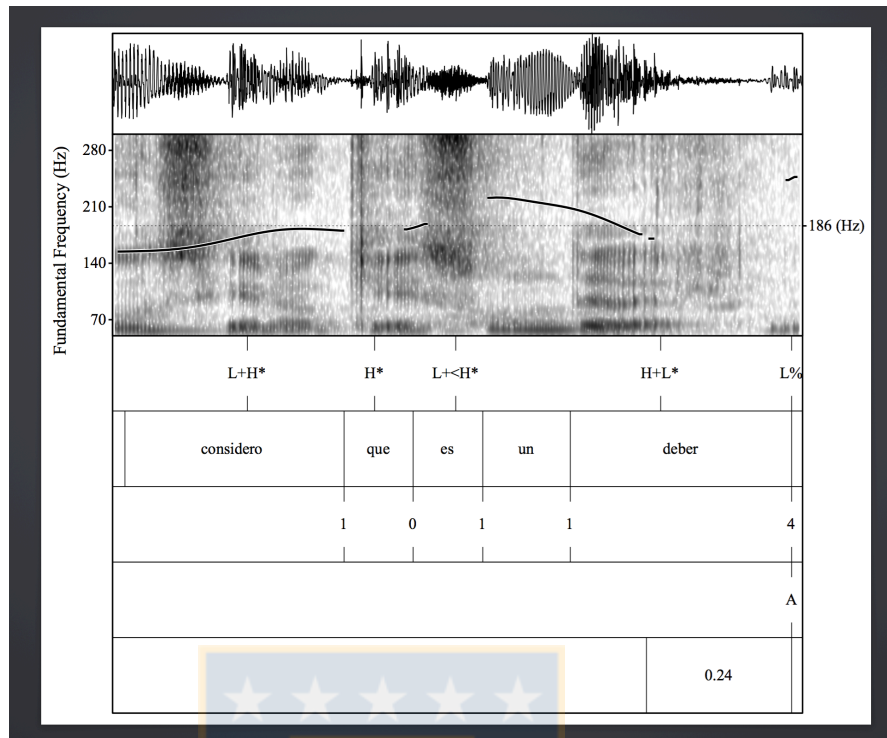 Fundamental Frequency (Hz)
280
210
186 (Hz)
140
70
L+H* H* L+<H* H+L* L%
considero que es un deber
1 0 1 1 4
A
0.24